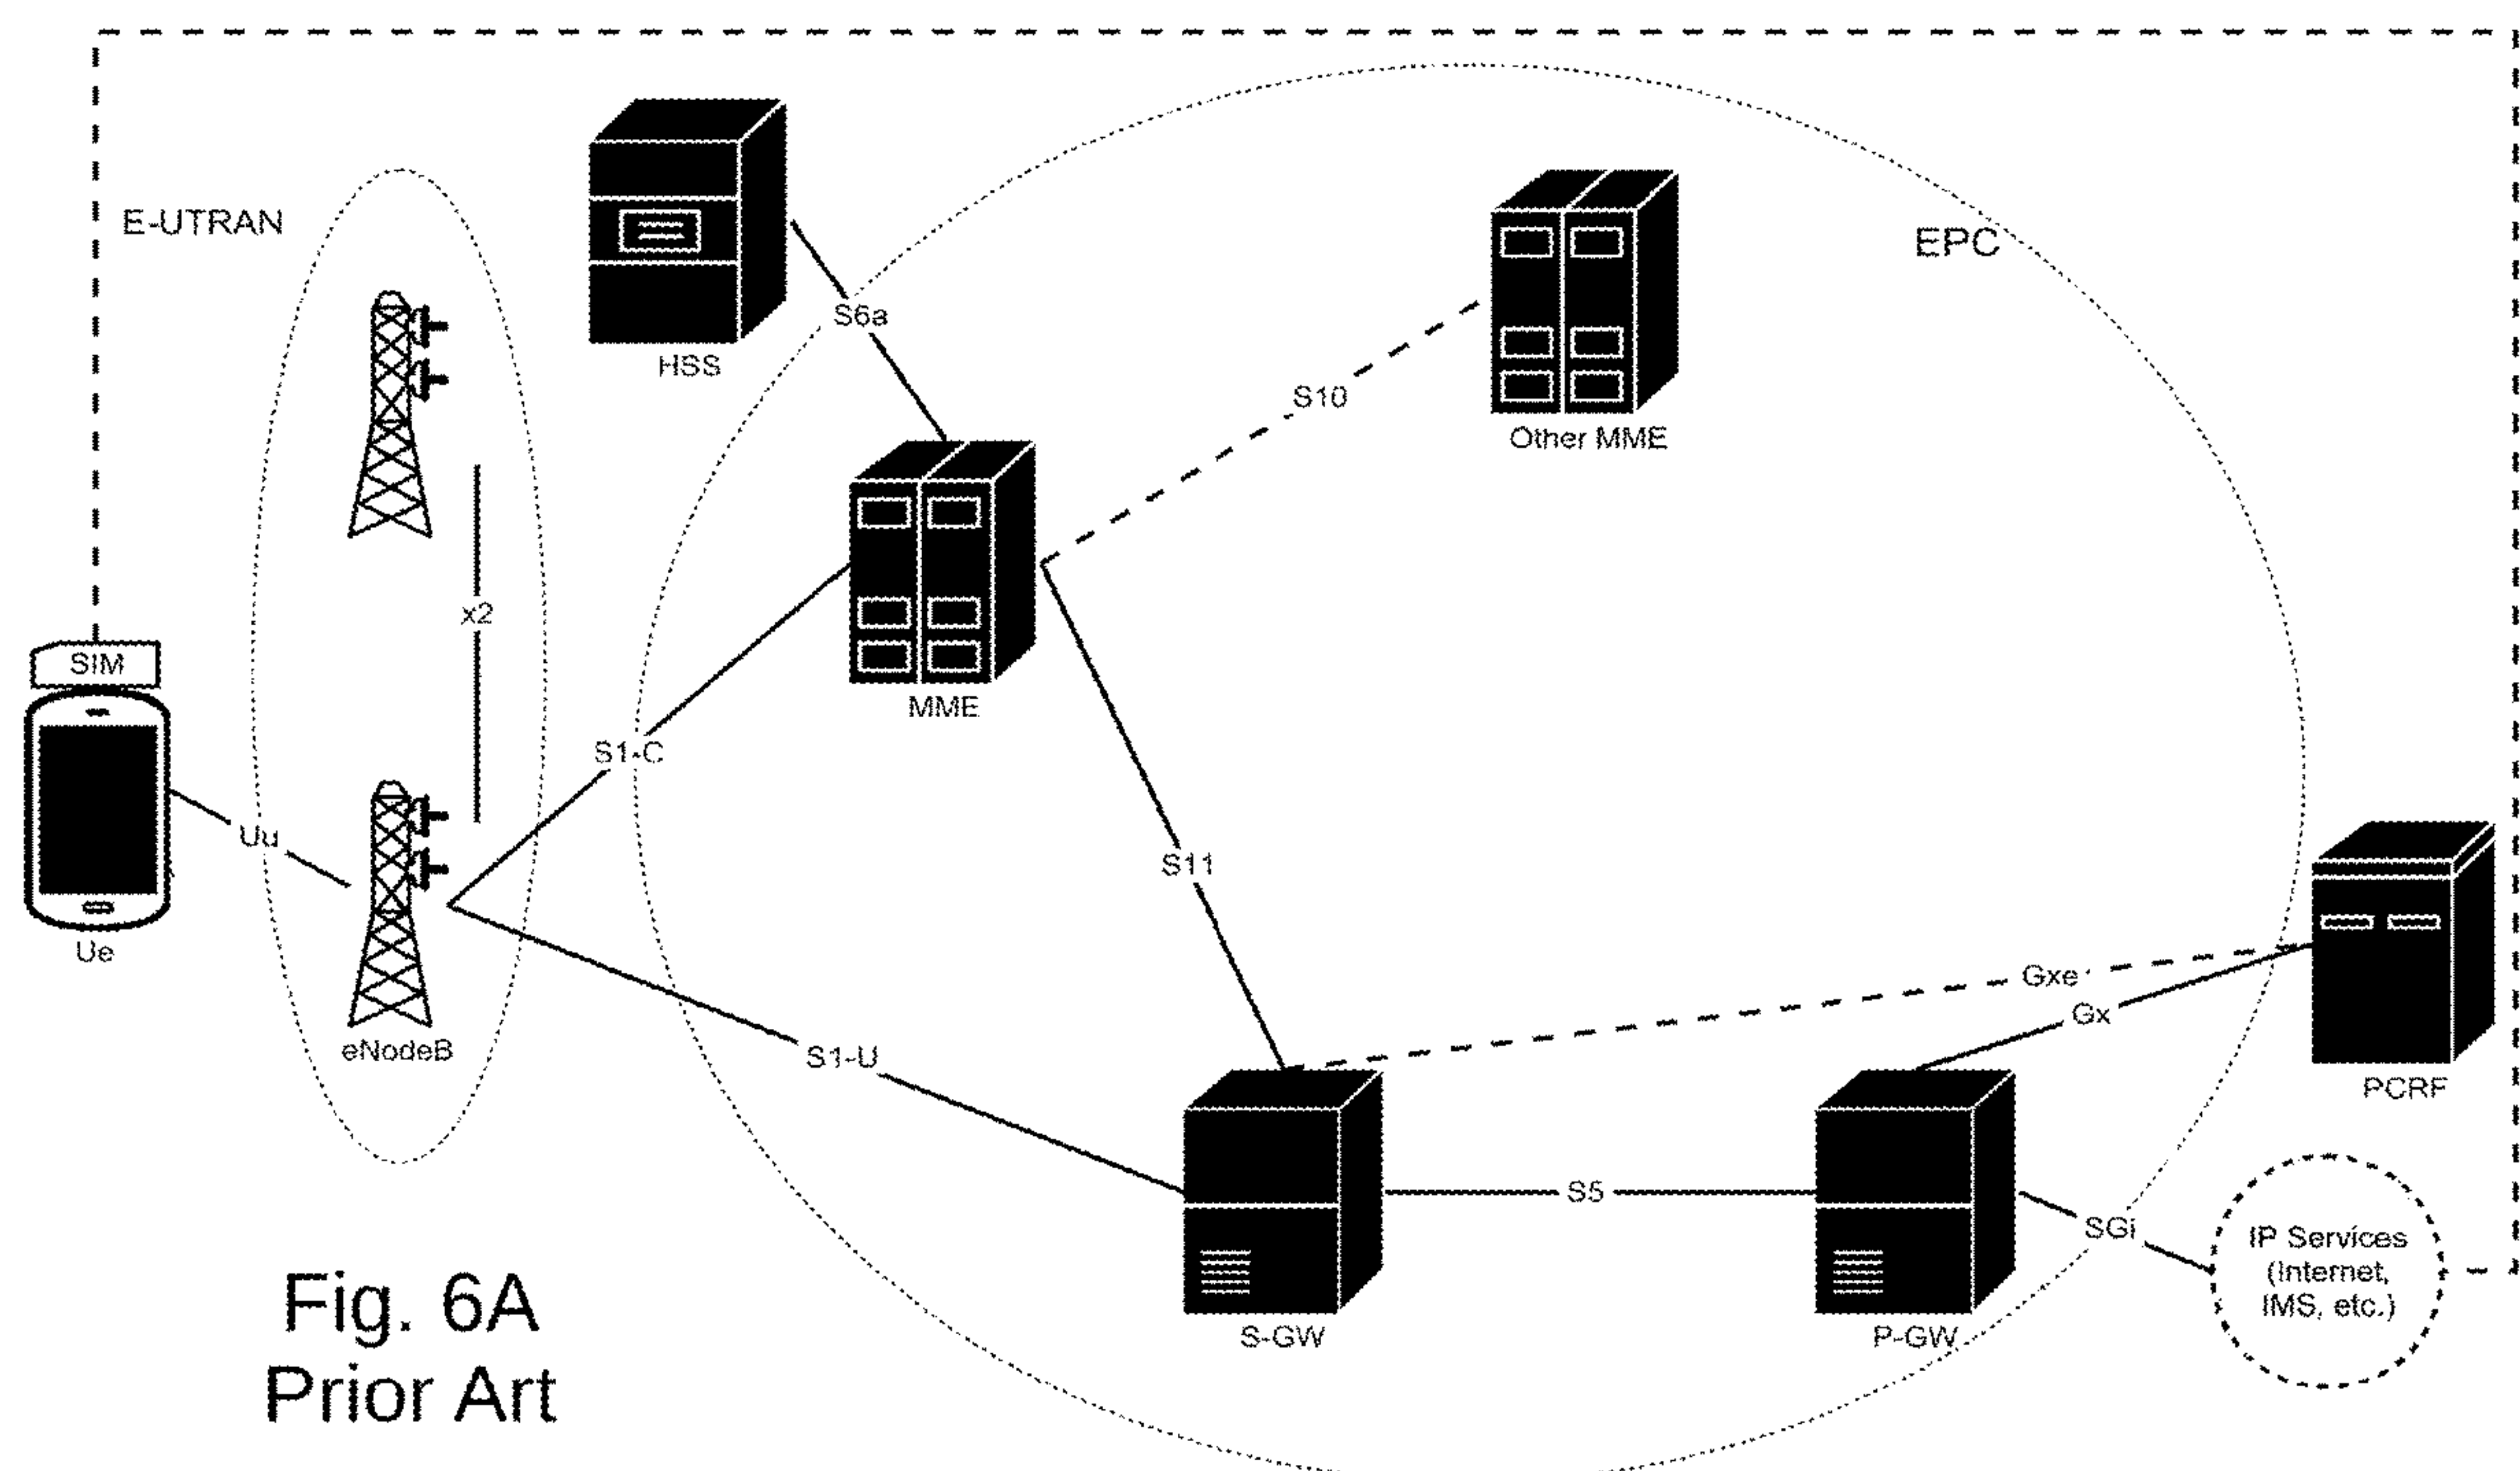 E-UTRAN
EPC
S6a
HSS
S10
Other MME
x2
SIM
MME
S1-C
Uu
S11
Ue
Gxe
Gx
eNodeB
S1-U
PCRF
S5
SGi
IP Services
(Internet,
IMS, etc.)
S-GW
P-GW
Fig. 6A
Prior Art